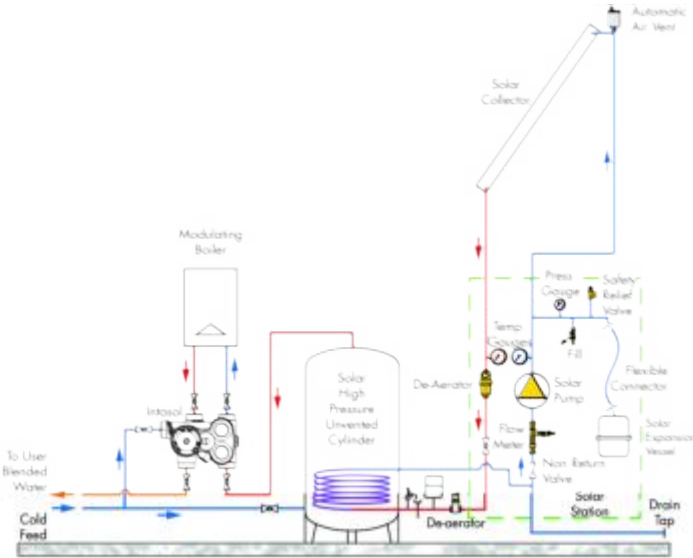 Automatic
Air Vent
Solar
Collector
Modulating
Boiler
Press
Gauge
Safety
Relief
Valve
Temp
Gauges
Fill
Flexible
Connector
De-Aerator
Solar
Pump
Solar
High
Pressure
Unvented
Cylinder
Intasol
Flow
Meter
Solar
Expansion
Vessel
To User
Blended
Water
Non Return
Valve
Solar
Station
Drain
Tap
Cold
Feed
De-aerator